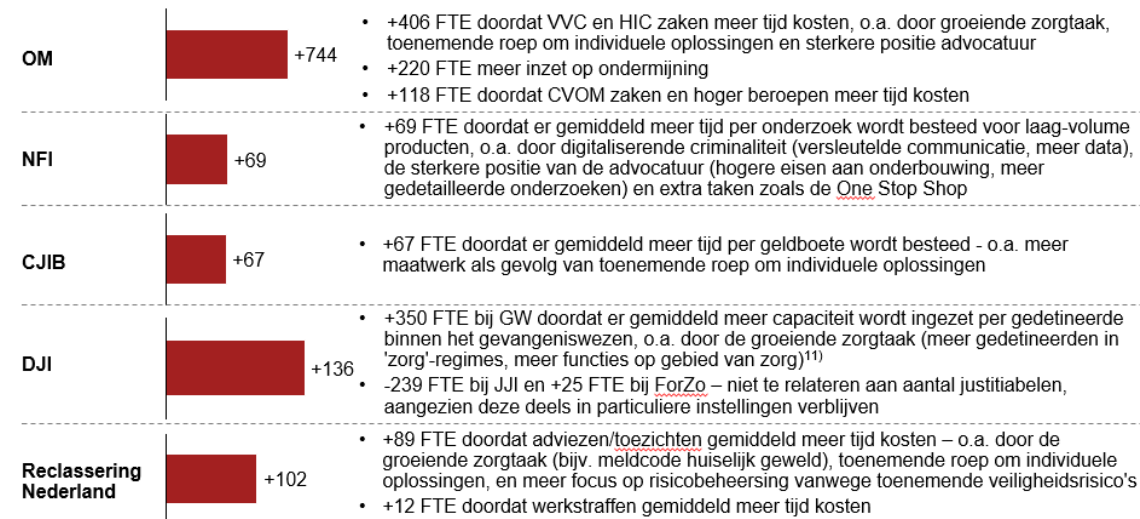 OM
+744
• +406 FTE doordat VVC en HIC zaken meer tijd kosten, o.a. door groeiende zorgtaak,
toenemende roep om individuele oplossingen en sterkere positie advocatuur
• +220 FTE meer inzet op ondermijning
• +118 FTE doordat CVOM zaken en hoger beroepen meer tijd kosten
NFI
+69
• +69 FTE doordat er gemiddeld meer tijd per onderzoek wordt besteed voor laag-volume
producten, o.a. door digitaliserende criminaliteit (versleutelde communicatie, meer data),
de sterkere positie van de advocatuur (hogere eisen aan onderbouwing, meer
gedetailleerde onderzoeken) en extra taken zoals de One Stop Shop
CJIB
+67
• +67 FTE doordat er gemiddeld meer tijd per geldboete wordt besteed - o.a. meer
maatwerk als gevolg van toenemende roep om individuele oplossingen
DJI
+136
• +350 FTE bij GW doordat er gemiddeld meer capaciteit wordt ingezet per gedetineerde
binnen het gevangeniswezen, o.a. door de groeiende zorgtaak (meer gedetineerden in
'zorg'-regimes, meer functies op gebied van zorg)¹¹⁾
• -239 FTE bij JJI en +25 FTE bij ForZo – niet te relateren aan aantal justitiabelen,
aangezien deze deels in particuliere instellingen verblijven
Reclassering
Nederland
+102
• +89 FTE doordat adviezen/toezichten gemiddeld meer tijd kosten – o.a. door de
groeiende zorgtaak (bijv. meldcode huiselijk geweld), toenemende roep om individuele
oplossingen, en meer focus op risicobeheersing vanwege toenemende veiligheidsrisico's
• +12 FTE doordat werkstraffen gemiddeld meer tijd kosten